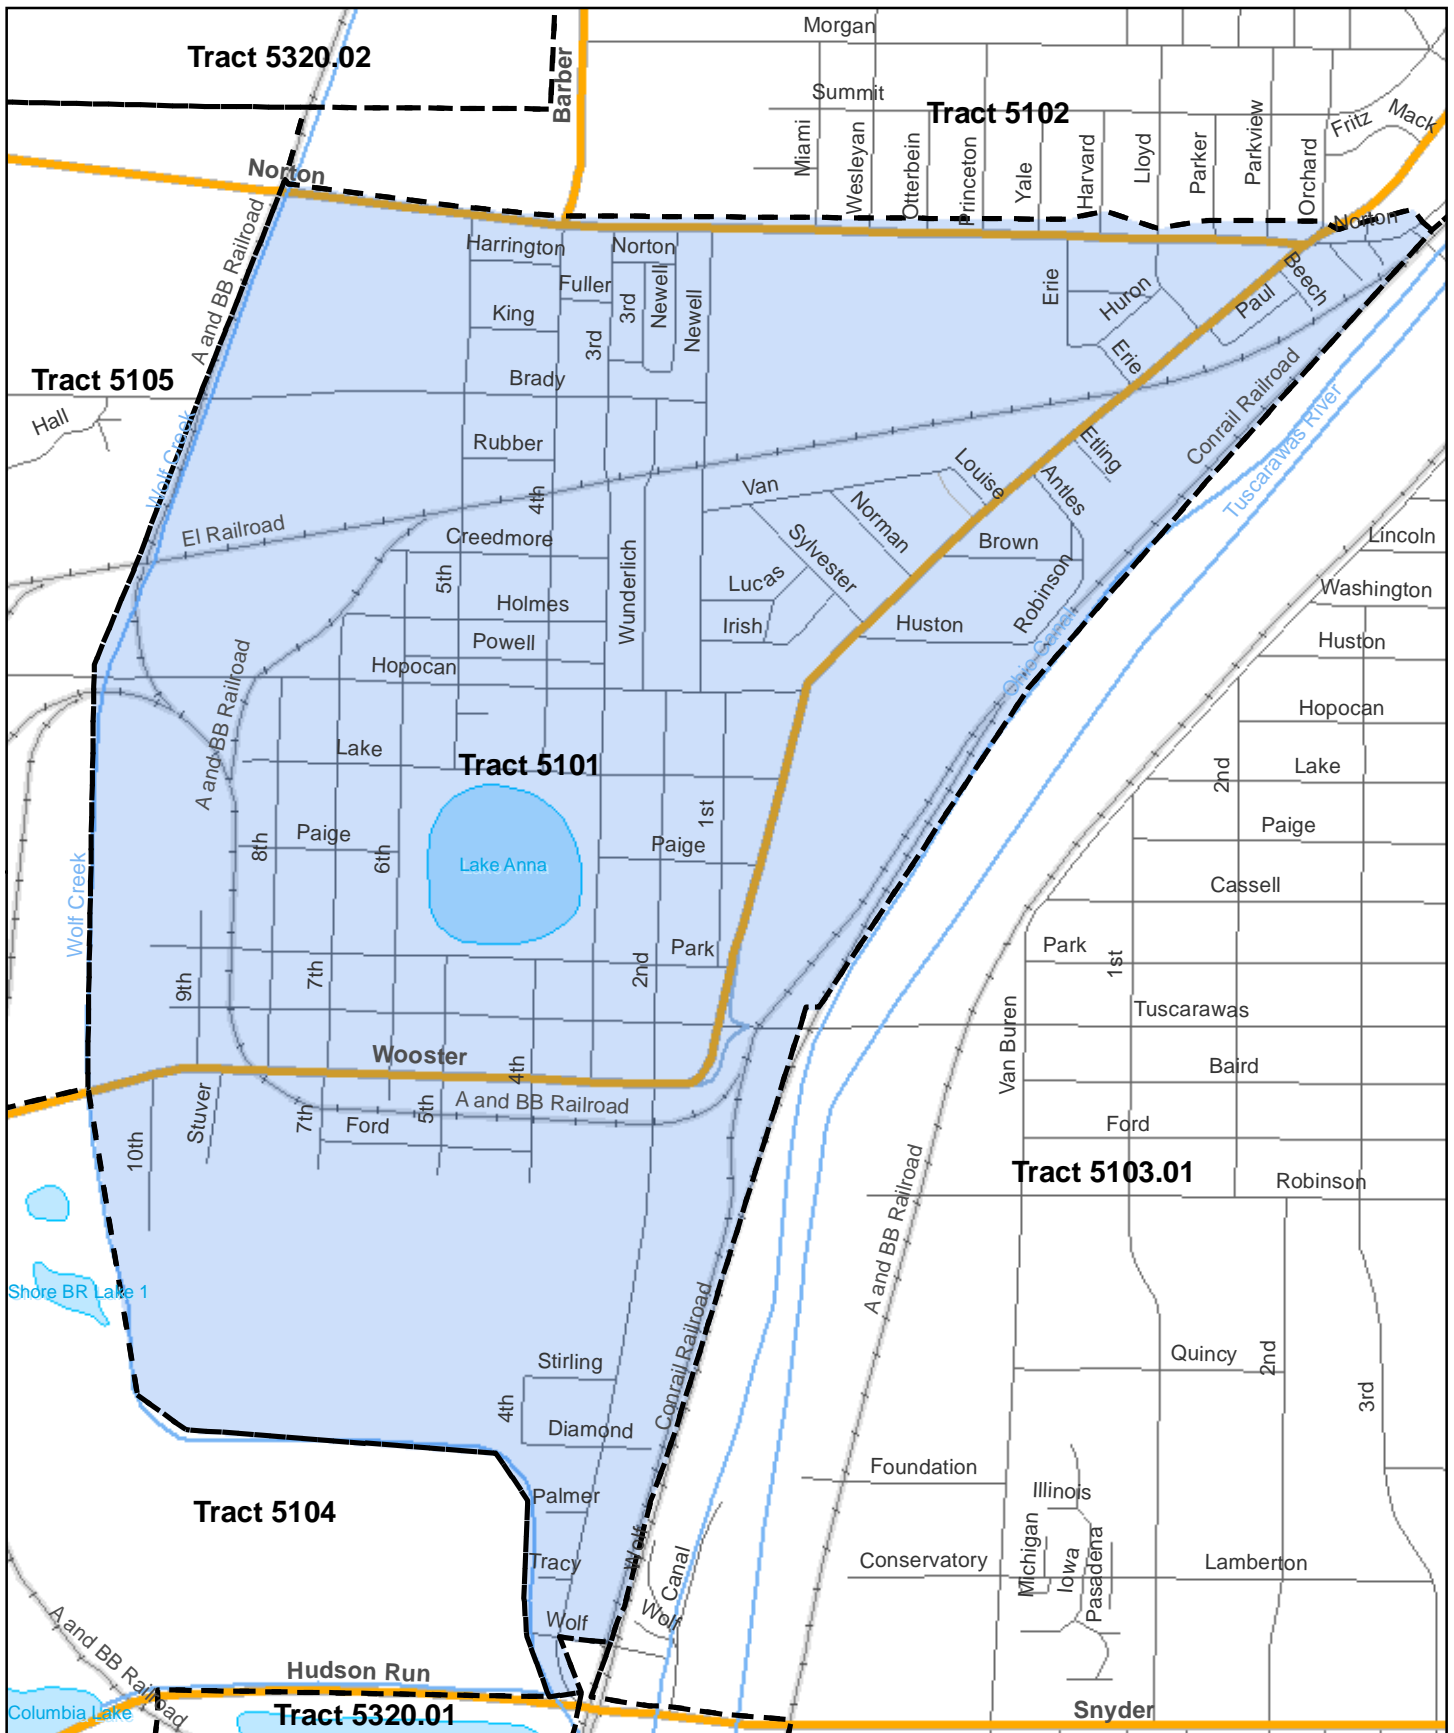 Morgan
Tract 5320.02
Barber
Summit
Tract 5102
Fritz
Mack
Miami
Wesleyan
Otterbein
Princeton
Yale
Harvard
Lloyd
Parker
Parkview
Orchard
Norton
Norton
A and BB Railroad
Harrington
Norton
Fuller
3rd
Newell
Newell
King
3rd
Erie
Huron
Paul
Beech
Erie
Tract 5105
Brady
Hall
Conrail Railroad
Tuscarawas River
Wolf Creek
Rubber
4th
Etling
Louise
Antles
Van
Norman
El Railroad
Creedmore
Sylvester
Brown
Lincoln
5th
Wunderlich
Lucas
Robinson
Washington
Holmes
Irish
Huston
Huston
Powell
Ohio Canal
Hopocan
Hopocan
A and BB Railroad
Lake
Tract 5101
2nd
Lake
1st
8th
Paige
6th
Lake Anna
Paige
Paige
Cassell
Wolf Creek
Park
Park
1st
9th
7th
2nd
Tuscarawas
Van Buren
Wooster
4th
Baird
A and BB Railroad
Stuver
7th
Ford
5th
10th
Ford
Tract 5103.01
Robinson
A and BB Railroad
Shore BR Lake 1
Conrail Railroad
Stirling
Quincy
2nd
3rd
4th
Diamond
Foundation
Illinois
Palmer
Tract 5104
Wolf
Canal
Michigan
Iowa
Pasadena
Tracy
Conservatory
Lamberton
Wolf
Wolf
A and BB Railroad
Hudson Run
Columbia Lake
Tract 5320.01
Snyder